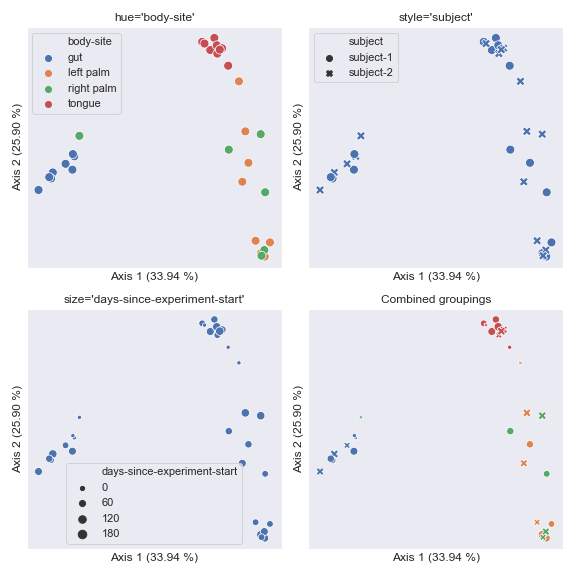 hue='body-site'
body-site
gut
left palm
right palm
tongue
Axis 2 (25.90 %)
Axis 1 (33.94 %)
style='subject'
subject
subject-1
subject-2
Axis 2 (25.90 %)
Axis 1 (33.94 %)
size='days-since-experiment-start'
days-since-experiment-start
0
60
120
180
Axis 2 (25.90 %)
Axis 1 (33.94 %)
Combined groupings
Axis 2 (25.90 %)
Axis 1 (33.94 %)